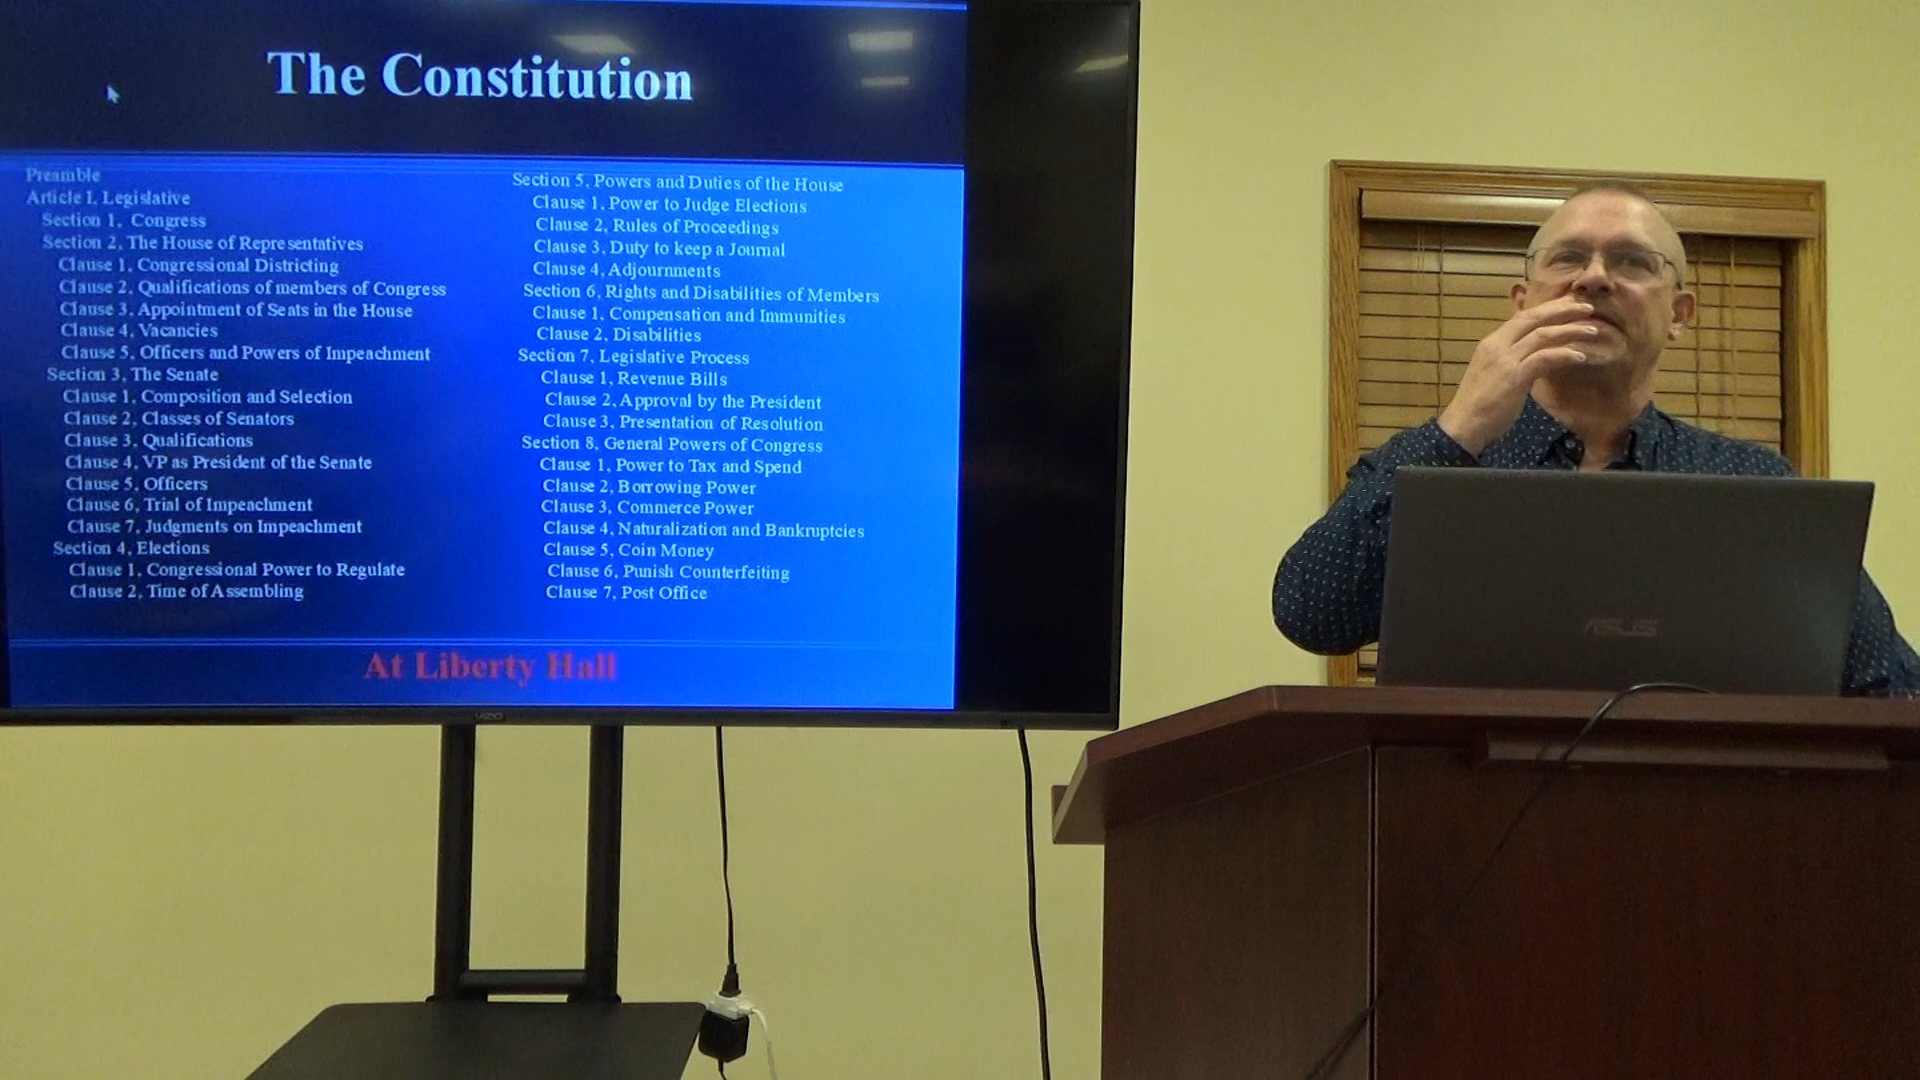 The Constitution
Preamble
Article I, Legislative
Section 1, Congress
Section 2, The House of Representatives
Clause 1, Congressional Districting
Clause 2, Qualifications of members of Congress
Clause 3, Appointment of Seats in the House
Clause 4, Vacancies
Clause 5, Officers and Powers of Impeachment
Section 3, The Senate
Clause 1, Composition and Selection
Clause 2, Classes of Senators
Clause 3, Qualifications
Clause 4, VP as President of the Senate
Clause 5, Officers
Clause 6, Trial of Impeachment
Clause 7, Judgments on Impeachment
Section 4, Elections
Clause 1, Congressional Power to Regulate
Clause 2, Time of Assembling
Section 5, Powers and Duties of the House
Clause 1, Power to Judge Elections
Clause 2, Rules of Proceedings
Clause 3, Duty to keep a Journal
Clause 4, Adjournments
Section 6, Rights and Disabilities of Members
Clause 1, Compensation and Immunities
Clause 2, Disabilities
Section 7, Legislative Process
Clause 1, Revenue Bills
Clause 2, Approval by the President
Clause 3, Presentation of Resolution
Section 8, General Powers of Congress
Clause 1, Power to Tax and Spend
Clause 2, Borrowing Power
Clause 3, Commerce Power
Clause 4, Naturalization and Bankruptcies
Clause 5, Coin Money
Clause 6, Punish Counterfeiting
Clause 7, Post Office
At Liberty Hall
VIZIO
ASUS